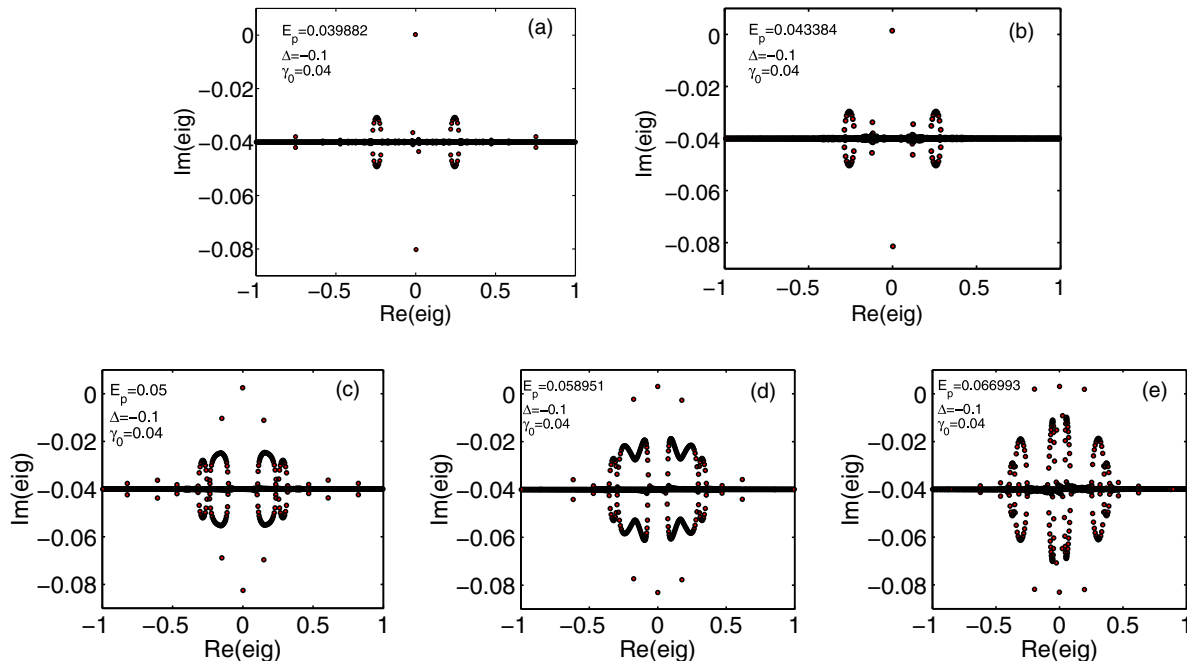 (a)
E_p=0.039882
Δ=−0.1
γ_0=0.04
0
−0.02
−0.04
−0.06
−0.08
Im(eig)
−1
−0.5
0
0.5
1
Re(eig)
(b)
E_p=0.043384
Δ=−0.1
γ_0=0.04
0
−0.02
−0.04
−0.06
−0.08
Im(eig)
−1
−0.5
0
0.5
1
Re(eig)
(c)
E_p=0.05
Δ=−0.1
γ_0=0.04
0
−0.02
−0.04
−0.06
−0.08
Im(eig)
−1
−0.5
0
0.5
1
Re(eig)
(d)
E_p=0.058951
Δ=−0.1
γ_0=0.04
0
−0.02
−0.04
−0.06
−0.08
Im(eig)
−1
−0.5
0
0.5
1
Re(eig)
(e)
E_p=0.066993
Δ=−0.1
γ_0=0.04
0
−0.02
−0.04
−0.06
−0.08
Im(eig)
−1
−0.5
0
0.5
1
Re(eig)